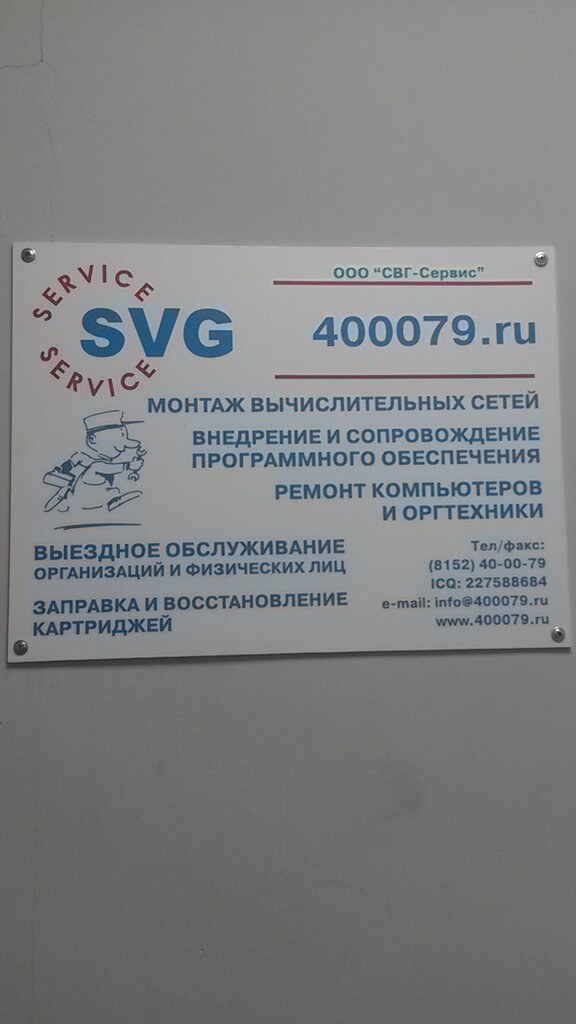 SERVICE
SVG
SERVICE
ООО "СВГ-Сервис"
400079.ru
МОНТАЖ ВЫЧИСЛИТЕЛЬНЫХ СЕТЕЙ
ВНЕДРЕНИЕ И СОПРОВОЖДЕНИЕ
ПРОГРАММНОГО ОБЕСПЕЧЕНИЯ
РЕМОНТ КОМПЬЮТЕРОВ
И ОРГТЕХНИКИ
ВЫЕЗДНОЕ ОБСЛУЖИВАНИЕ
ОРГАНИЗАЦИЙ И ФИЗИЧЕСКИХ ЛИЦ
ЗАПРАВКА И ВОССТАНОВЛЕНИЕ
КАРТРИДЖЕЙ
Тел/факс:
(8152) 40-00-79
ICQ: 227588684
e-mail: info@400079.ru
www.400079.ru